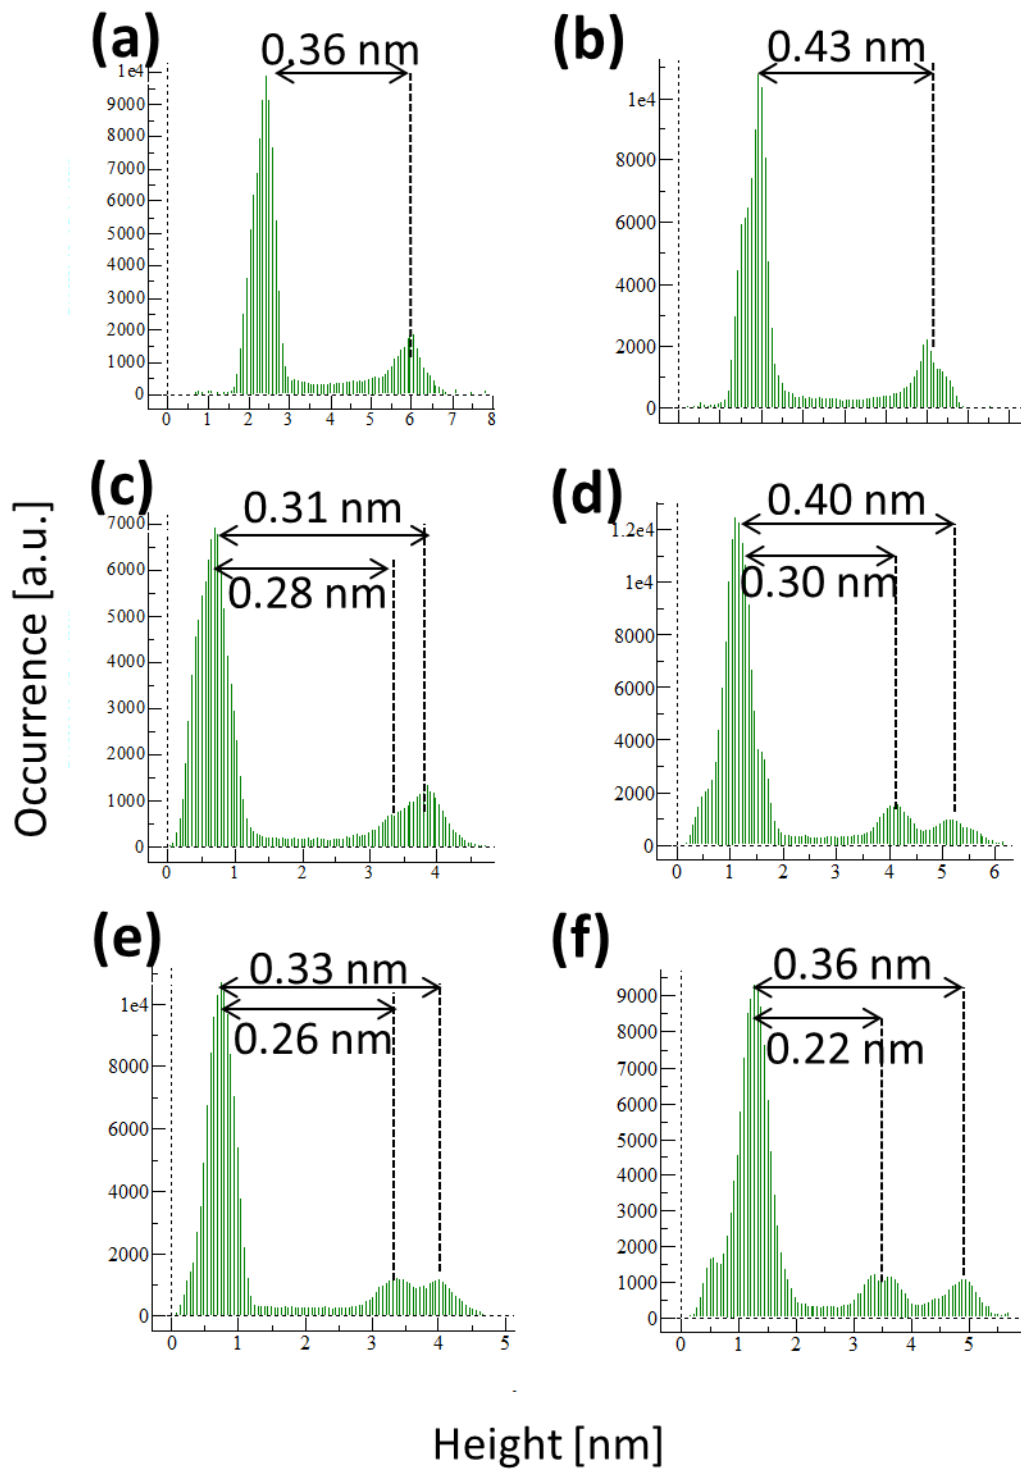 (a)
0.36 nm
1e4
9000
8000
7000
6000
5000
4000
3000
2000
1000
0
0 1 2 3 4 5 6 7 8
(b)
0.43 nm
1e4
8000
6000
4000
2000
0
(c)
0.31 nm
0.28 nm
7000
6000
5000
4000
3000
2000
1000
0
0 1 2 3 4
(d)
0.40 nm
0.30 nm
1.2e4
1e4
8000
6000
4000
2000
0
0 1 2 3 4 5 6
(e)
0.33 nm
0.26 nm
1e4
8000
6000
4000
2000
0
0 1 2 3 4 5
(f)
0.36 nm
0.22 nm
9000
8000
7000
6000
5000
4000
3000
2000
1000
0
0 1 2 3 4 5
Occurrence [a.u.]
Height [nm]